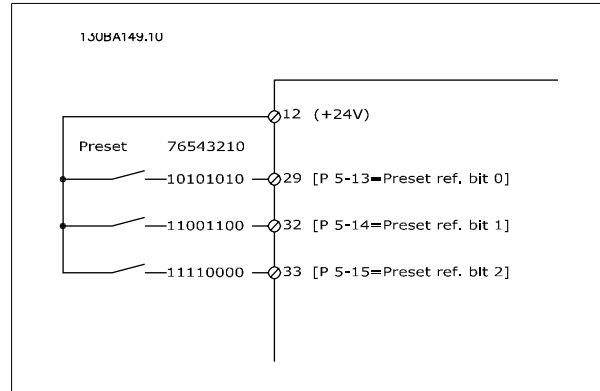 130BA149.10
12 (+24V)
Preset 76543210
10101010 29 [P 5-13=Preset ref. bit 0]
11001100 32 [P 5-14=Preset ref. bit 1]
11110000 33 [P 5-15=Preset ref. bit 2]